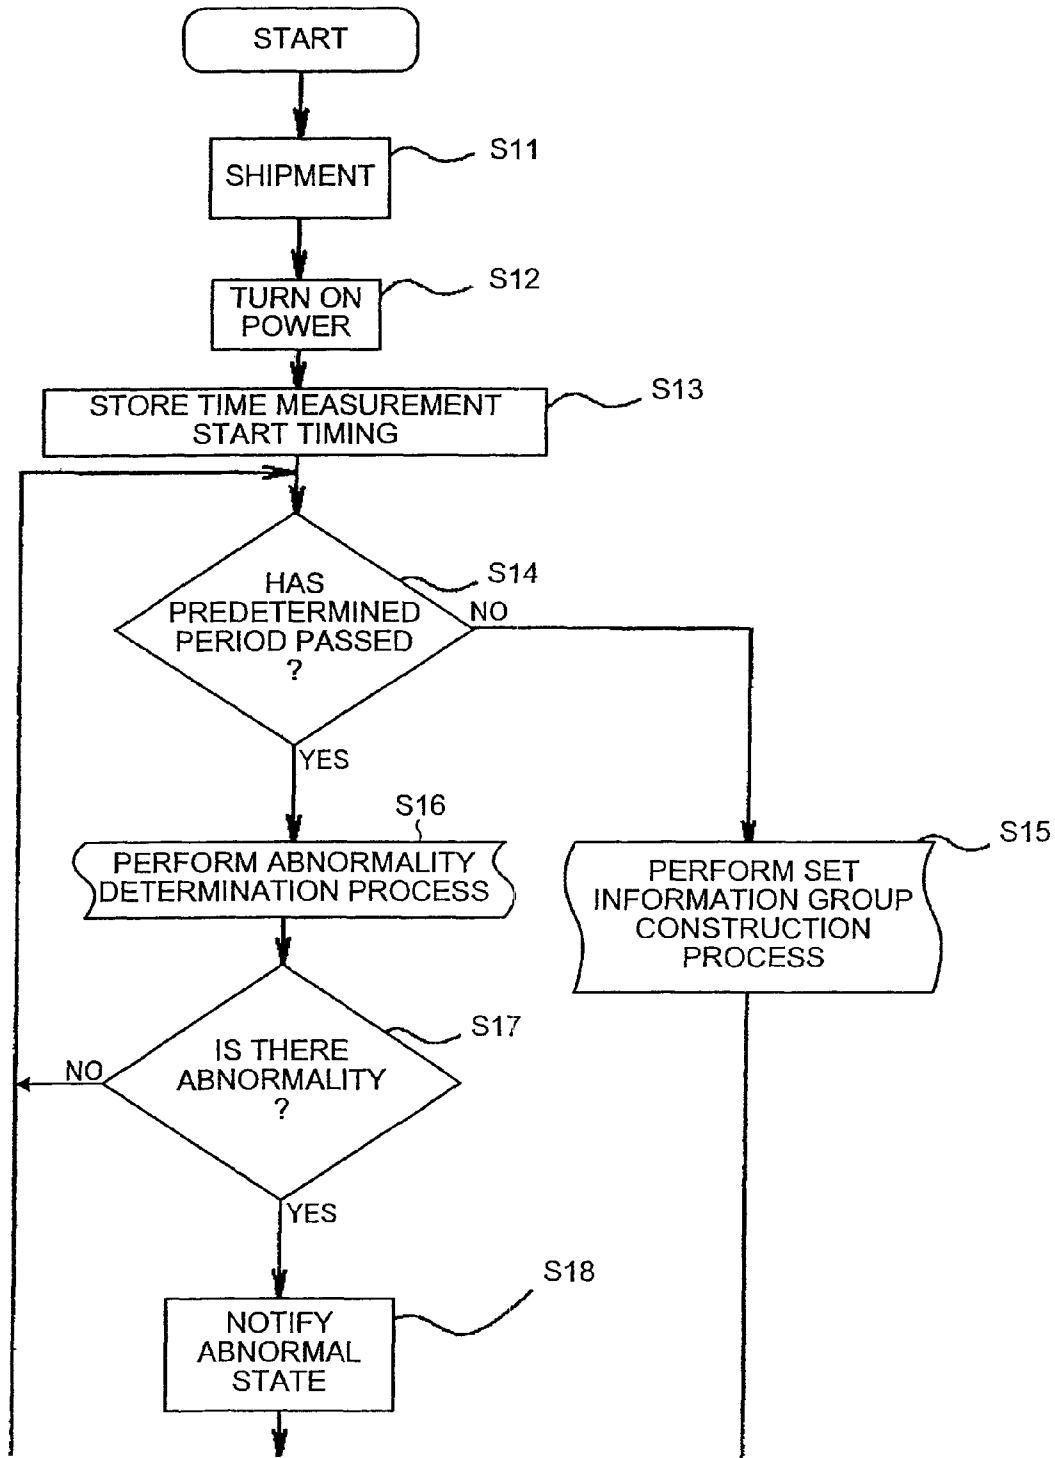 START
SHIPMENT
S11
TURN ON
POWER
S12
STORE TIME MEASUREMENT
START TIMING
S13
HAS
PREDETERMINED
PERIOD PASSED
?
S14
NO
YES
S16
PERFORM ABNORMALITY
DETERMINATION PROCESS
S15
PERFORM SET
INFORMATION GROUP
CONSTRUCTION
PROCESS
IS THERE
ABNORMALITY
?
S17
NO
YES
S18
NOTIFY
ABNORMAL
STATE